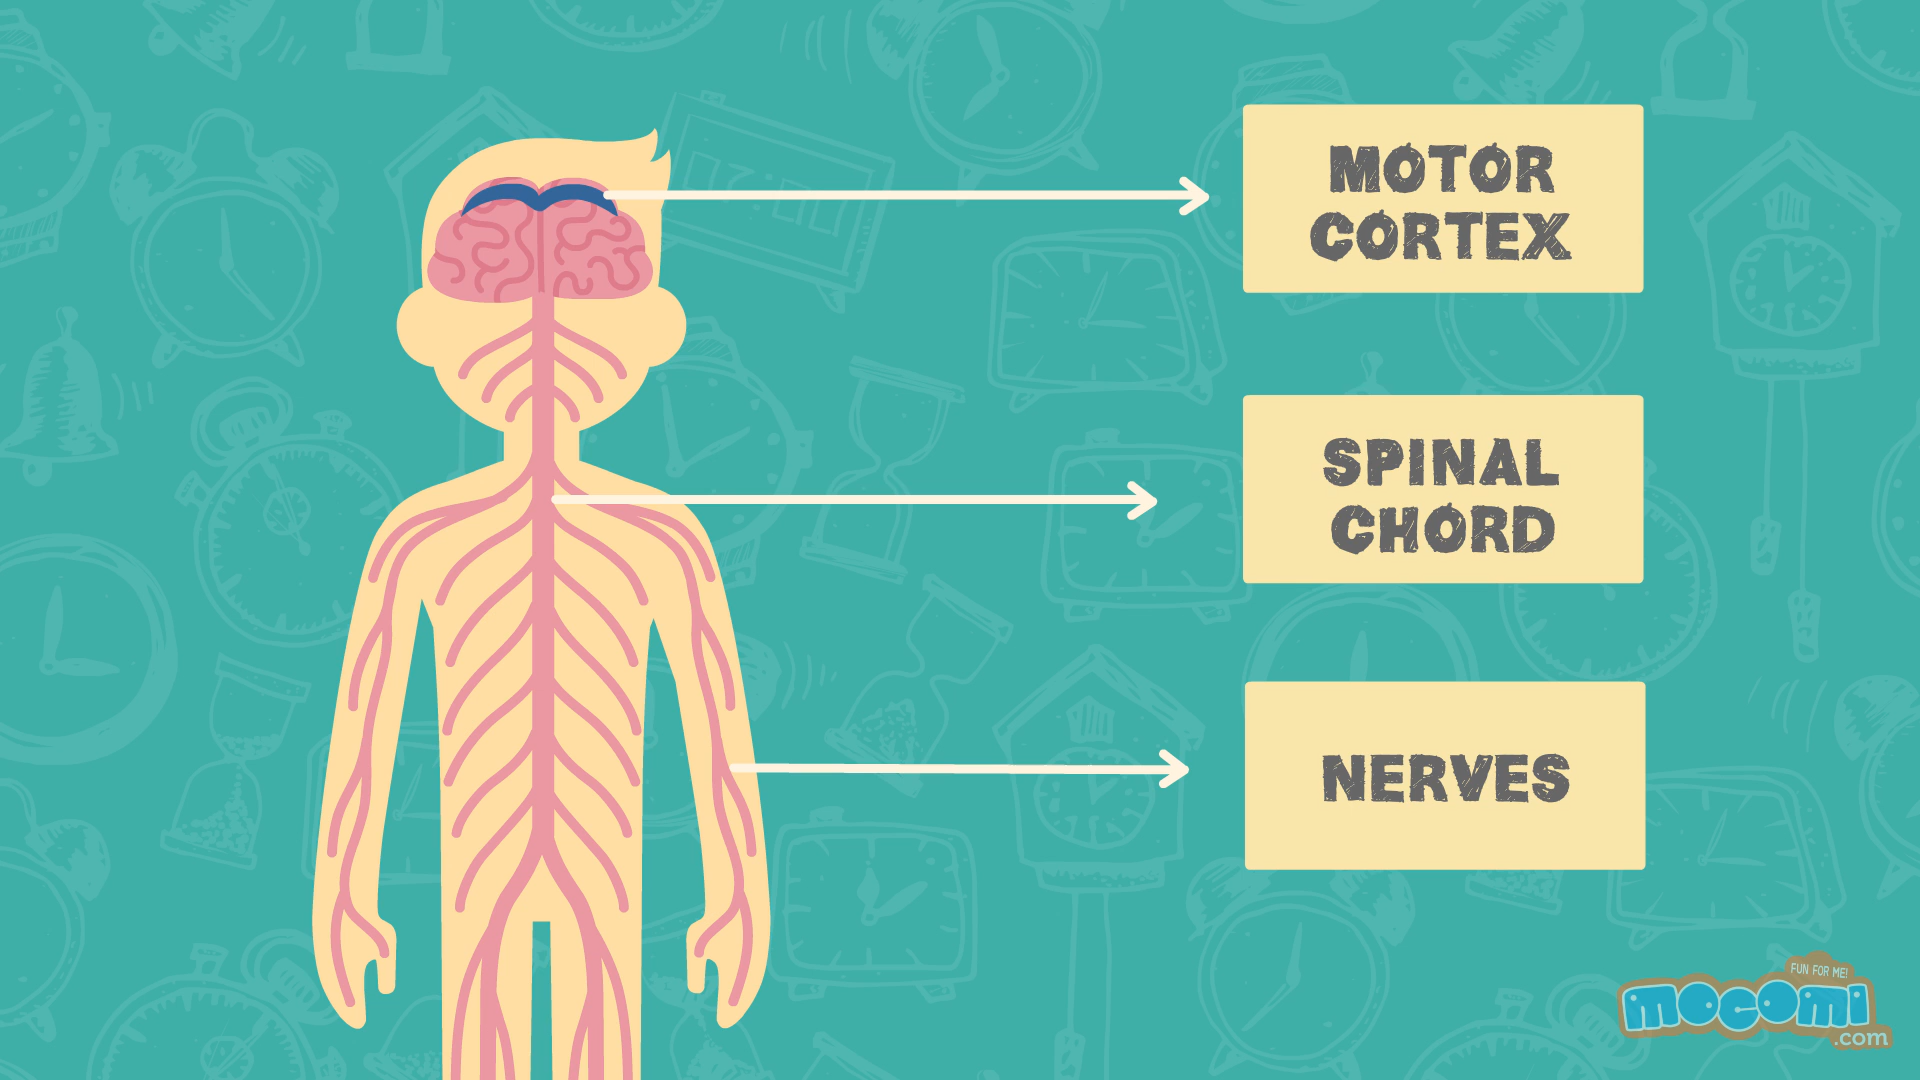 MOTOR
CORTEX
SPINAL
CHORD
NERVES
FUN FOR ME!
mocomi
.com